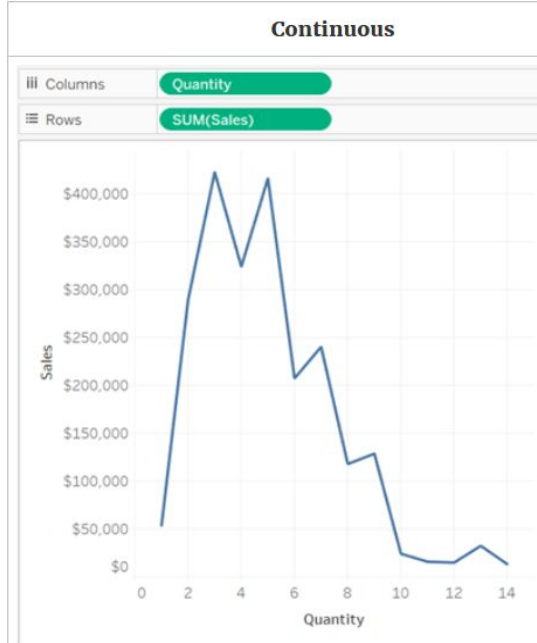 Continuous
Columns Quantity
Rows SUM(Sales)
$400,000
$350,000
$300,000
$250,000
$200,000
$150,000
$100,000
$50,000
$0
Sales
0 2 4 6 8 10 12 14
Quantity